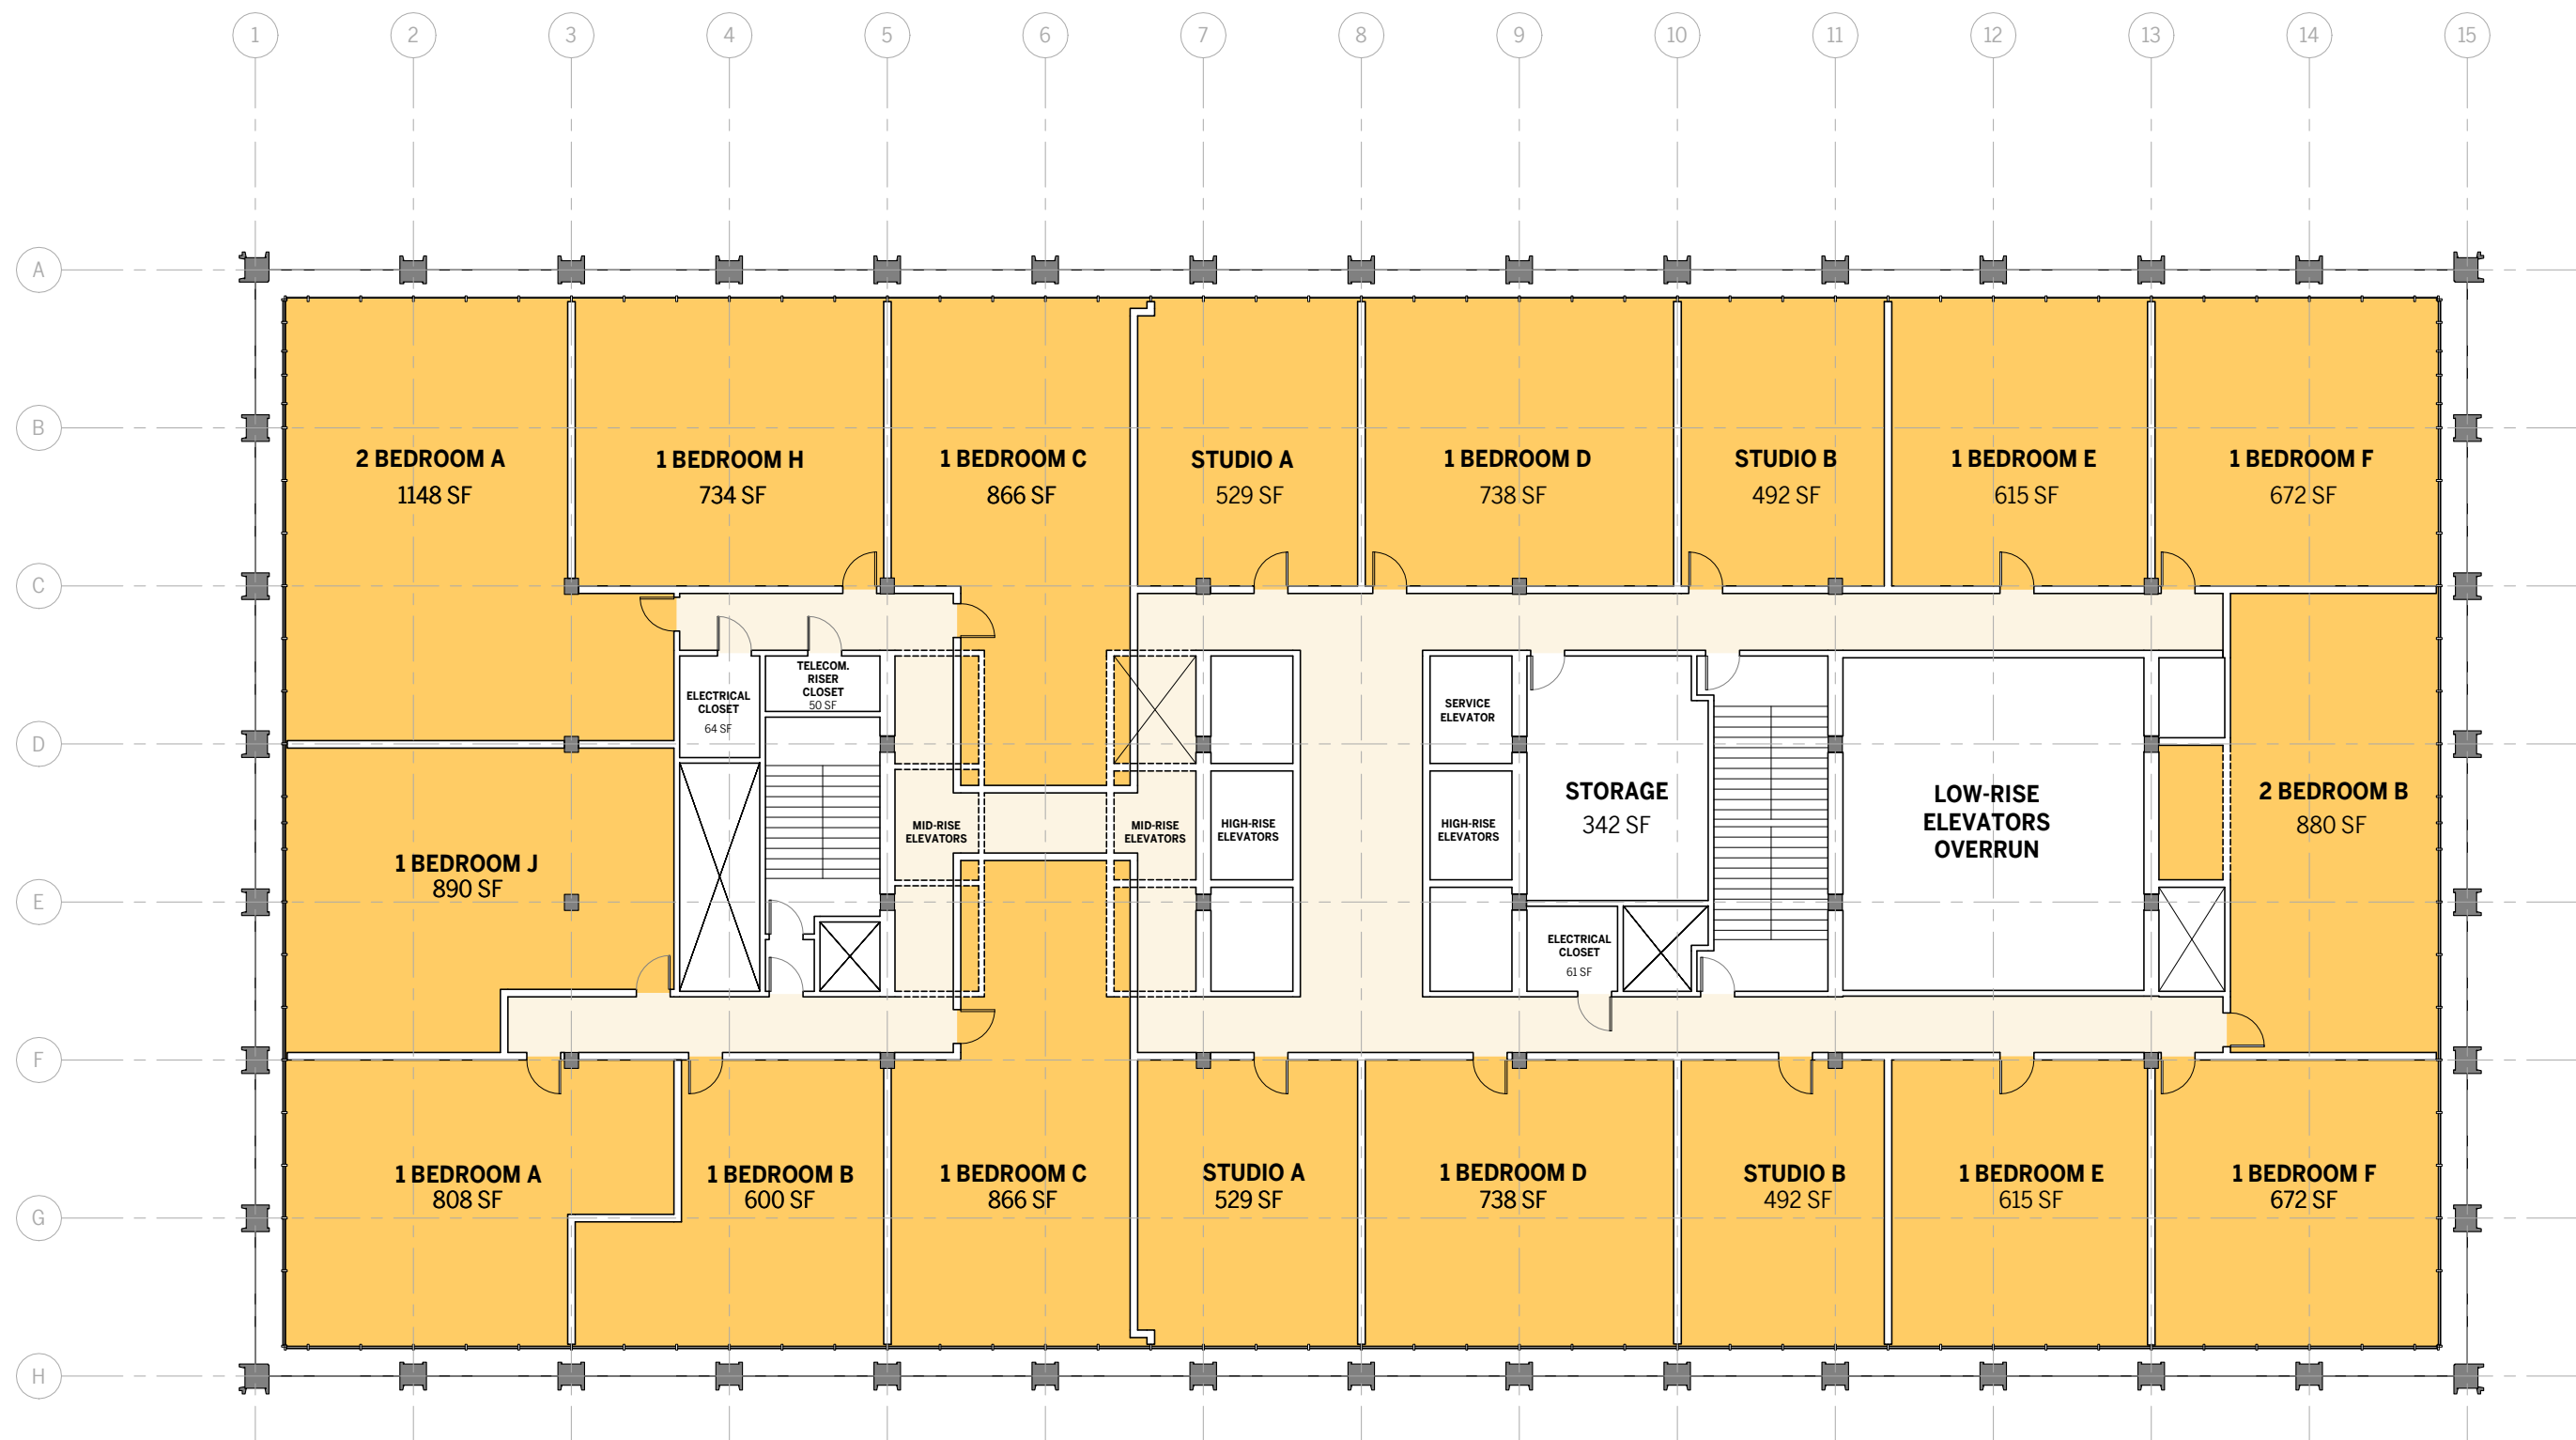 1 2 3 4 5 6 7 8 9 10 11 12 13 14 15
A
B
2 BEDROOM A
1148 SF
1 BEDROOM H
734 SF
1 BEDROOM C
866 SF
STUDIO A
529 SF
1 BEDROOM D
738 SF
STUDIO B
492 SF
1 BEDROOM E
615 SF
1 BEDROOM F
672 SF
C
ELECTRICAL
CLOSET
64 SF
TELECOM.
RISER
CLOSET
50 SF
SERVICE
ELEVATOR
D
MID-RISE
ELEVATORS
MID-RISE
ELEVATORS
HIGH-RISE
ELEVATORS
HIGH-RISE
ELEVATORS
STORAGE
342 SF
LOW-RISE
ELEVATORS
OVERRUN
2 BEDROOM B
880 SF
1 BEDROOM J
890 SF
E
ELECTRICAL
CLOSET
61 SF
F
1 BEDROOM A
808 SF
1 BEDROOM B
600 SF
1 BEDROOM C
866 SF
STUDIO A
529 SF
1 BEDROOM D
738 SF
STUDIO B
492 SF
1 BEDROOM E
615 SF
1 BEDROOM F
672 SF
G
H